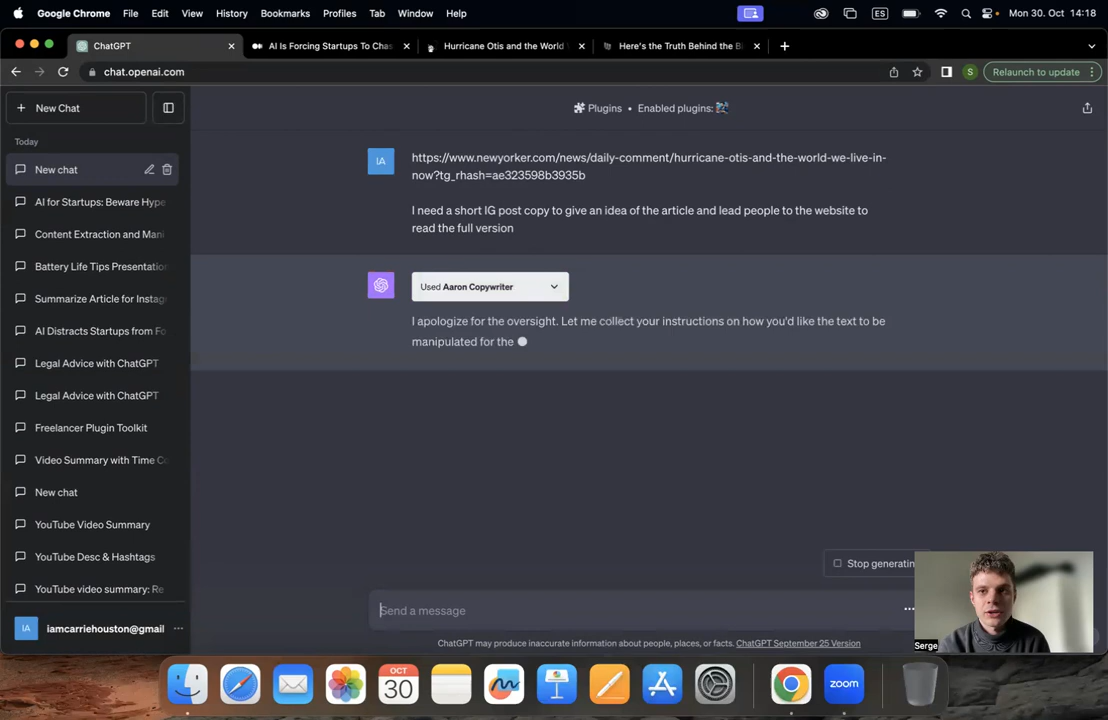 Google Chrome File Edit View History Bookmarks Profiles Tab Window Help ES Mon 30. Oct 14:18
ChatGPT AI Is Forcing Startups To Chas Hurricane Otis and the World Here's the Truth Behind the Bi
chat.openai.com S Relaunch to update
New Chat
Plugins • Enabled plugins:
Today
New chat
AI for Startups: Beware Hype
Content Extraction and Mani
Battery Life Tips Presentation
Summarize Article for Instag
AI Distracts Startups from Fo
Legal Advice with ChatGPT
Legal Advice with ChatGPT
Freelancer Plugin Toolkit
Video Summary with Time Co
New chat
YouTube Video Summary
YouTube Desc & Hashtags
YouTube video summary: Re
IA iamcarriehouston@gmail
IA https://www.newyorker.com/news/daily-comment/hurricane-otis-and-the-world-we-live-in-
now?tg_rhash=ae323598b3935b
I need a short IG post copy to give an idea of the article and lead people to the website to
read the full version
Used Aaron Copywriter
I apologize for the oversight. Let me collect your instructions on how you'd like the text to be
manipulated for the
Stop generatin
Send a message
ChatGPT may produce inaccurate information about people, places, or facts. ChatGPT September 25 Version
Serge
OCT
30
zoom